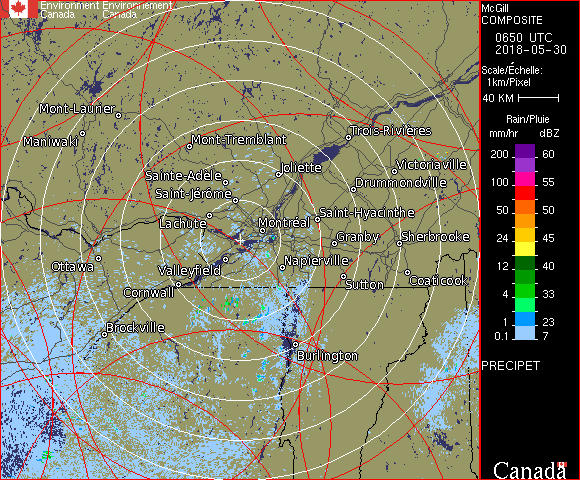 Environment Environnement
Canada Canada
Mont-Laurier
Maniwaki
Mont-Tremblant
Trois-Rivières
Joliette
Victoriaville
Sainte-Adèle
Drummondville
Saint-Jérôme
Lachute
Montréal
Saint-Hyacinthe
Granby
Sherbrooke
Ottawa
Valleyfield
Napierville
Cornwall
Sutton
Coaticook
Brockville
Burlington
McGill
COMPOSITE
0650 UTC
2018-05-30
Scale/Échelle:
1km/Pixel
40 KM
Rain/Pluie
mm/hr dBZ
200 60
100 55
50 50
24 45
12 40
4 33
1 23
0.1 7
PRECIPET
Canada